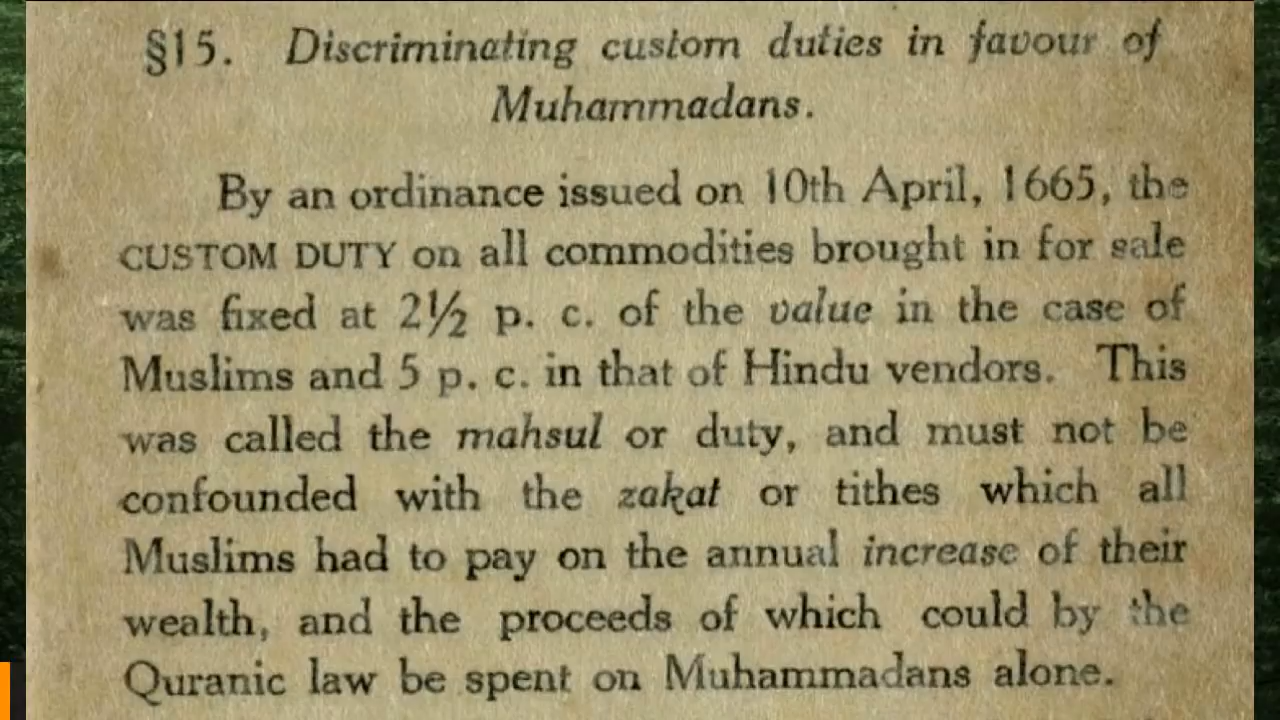 §15. Discriminating custom duties in favour of
Muhammadans.
By an ordinance issued on 10th April, 1665, the
CUSTOM DUTY on all commodities brought in for sale
was fixed at 2½ p. c. of the value in the case of
Muslims and 5 p. c. in that of Hindu vendors. This
was called the mahsul or duty, and must not be
confounded with the zakat or tithes which all
Muslims had to pay on the annual increase of their
wealth, and the proceeds of which could by the
Quranic law be spent on Muhammadans alone.